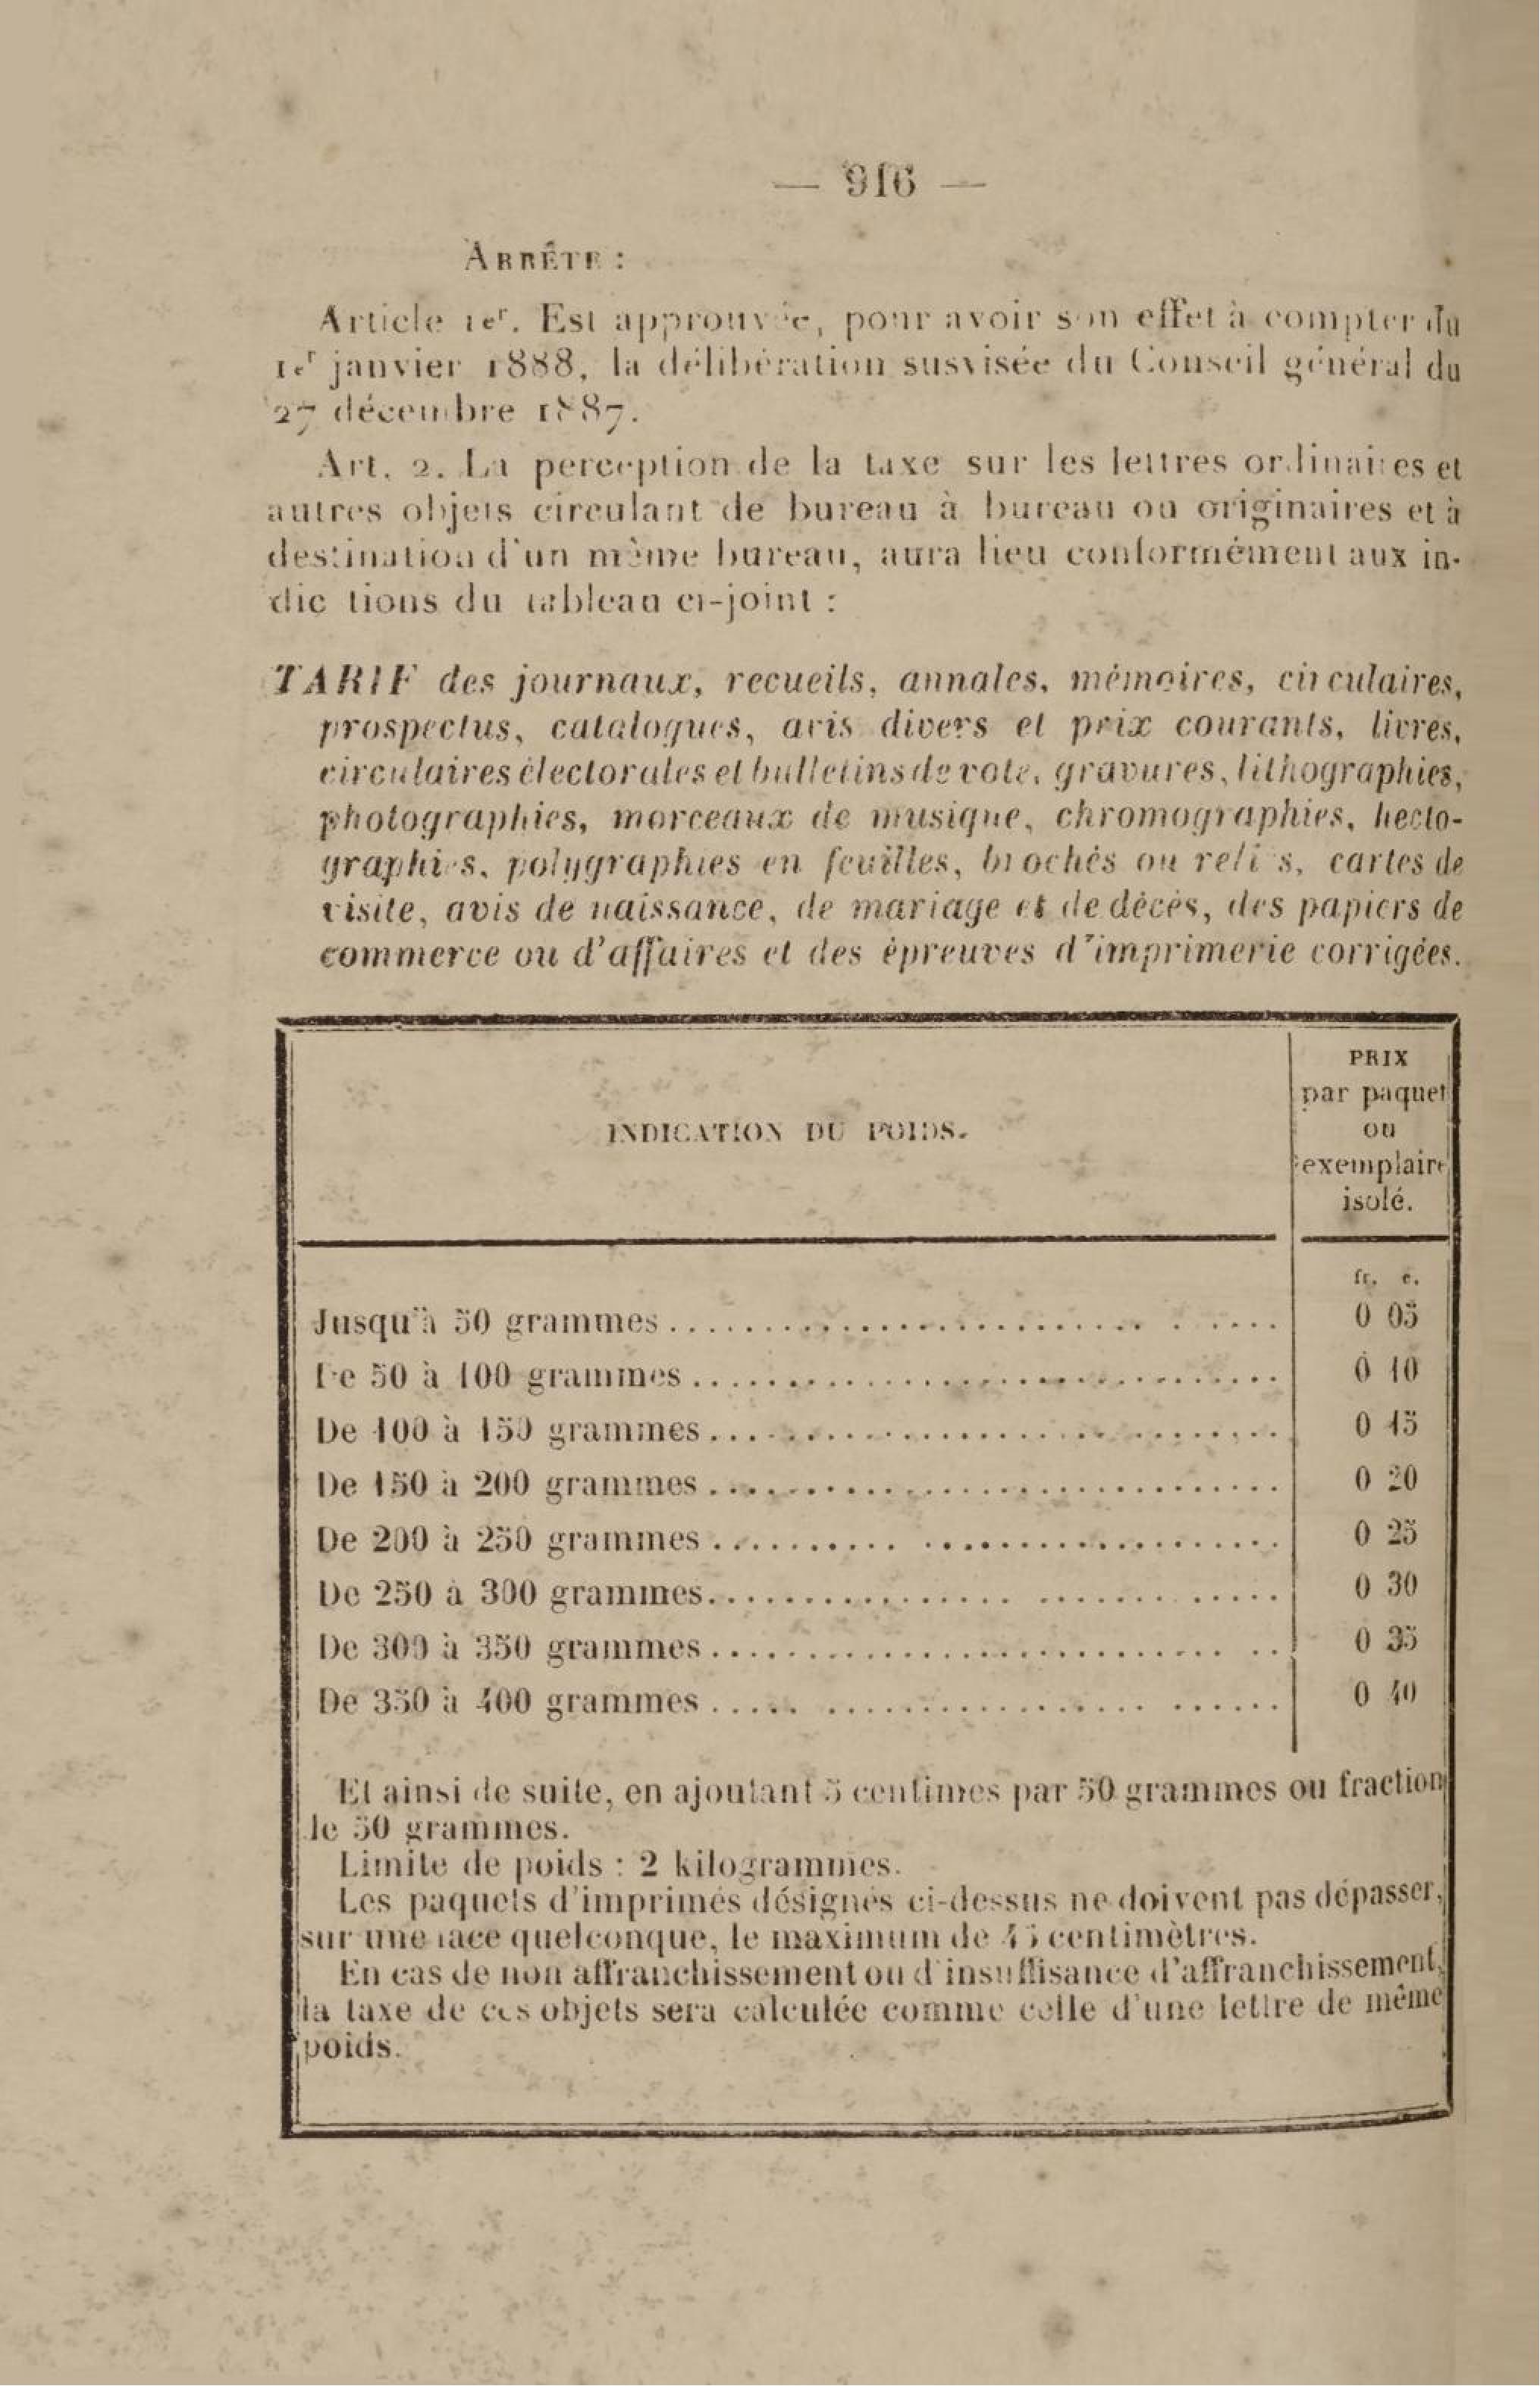 — 916 —
ARRÊTE :
Article 1er. Est approuvée, pour avoir son effet à compter du
1er janvier 1888, la délibération susvisée du Conseil général du
27 décembre 1887.
Art. 2. La perception de la taxe sur les lettres ordinaires et
autres objets circulant de bureau à bureau ou originaires et à
destination d'un même bureau, aura lieu conformément aux in-
dications du tableau ci-joint :
TARIF des journaux, recueils, annales, mémoires, circulaires,
prospectus, catalogues, avis divers et prix courants, livres,
circulaires électorales et bulletins de vote, gravures, lithographies,
photographies, morceaux de musique, chromographies, hecto-
graphies, polygraphies en feuilles, brochés ou reliés, cartes de
visite, avis de naissance, de mariage et de décès, des papiers de
commerce ou d'affaires et des épreuves d'imprimerie corrigées.
INDICATION DU POIDS.
PRIX
par paquet
ou
exemplaire
isolé.
fr. c.
Jusqu'à 50 grammes........ 0 05
De 50 à 100 grammes........ 0 10
De 100 à 150 grammes........ 0 15
De 150 à 200 grammes........ 0 20
De 200 à 250 grammes........ 0 25
De 250 à 300 grammes........ 0 30
De 300 à 350 grammes........ 0 35
De 350 à 400 grammes........ 0 40
Et ainsi de suite, en ajoutant 5 centimes par 50 grammes ou fraction
de 50 grammes.
Limite de poids : 2 kilogrammes.
Les paquets d'imprimés désignés ci-dessus ne doivent pas dépasser,
sur une face quelconque, le maximum de 45 centimètres.
En cas de non affranchissement ou d'insuffisance d'affranchissement,
la taxe de ces objets sera calculée comme celle d'une lettre de même
poids.